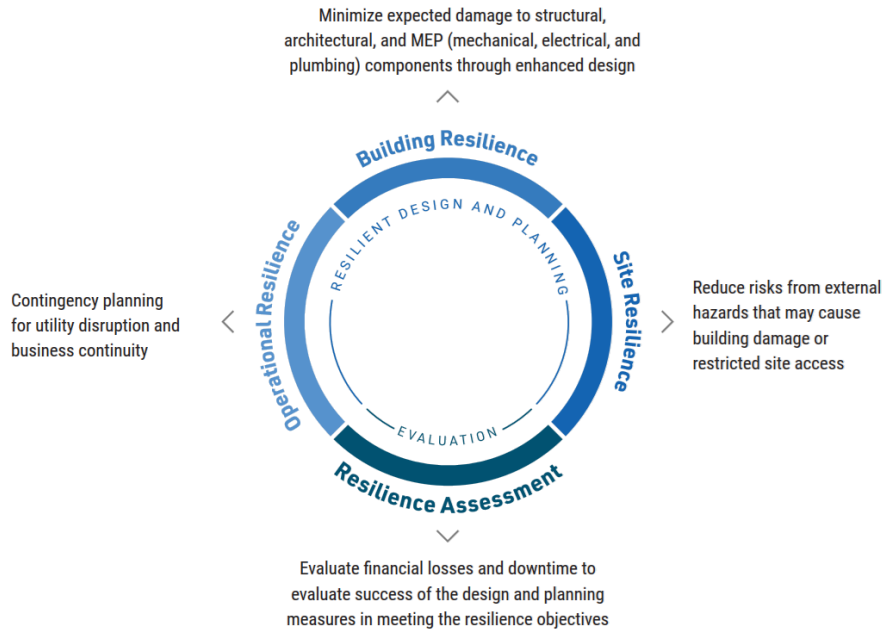 Minimize expected damage to structural,
architectural, and MEP (mechanical, electrical, and
plumbing) components through enhanced design
Building Resilience
RESILIENT DESIGN AND PLANNING
Operational Resilience
Site Resilience
Contingency planning
for utility disruption and
business continuity
Reduce risks from external
hazards that may cause
building damage or
restricted site access
EVALUATION
Resilience Assessment
Evaluate financial losses and downtime to
evaluate success of the design and planning
measures in meeting the resilience objectives